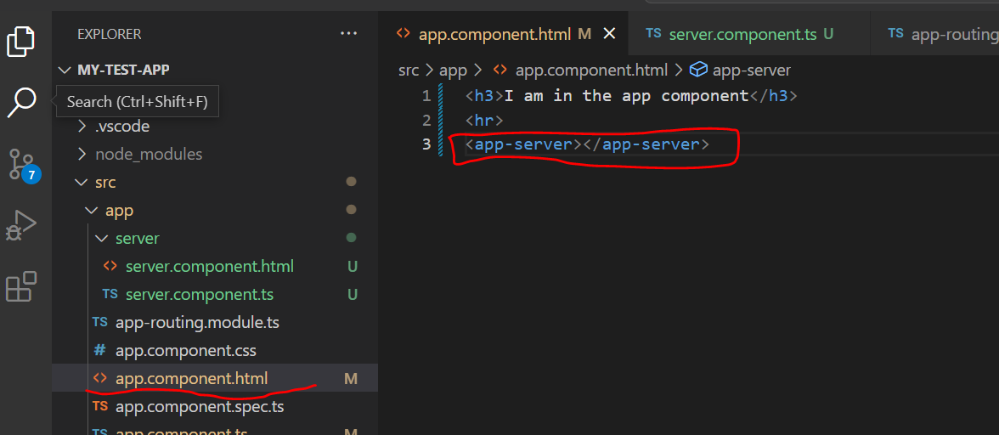 EXPLORER ...
MY-TEST-APP
Search (Ctrl+Shift+F)
.vscode
node_modules
7
src
app
server
<> server.component.html U
TS server.component.ts U
TS app-routing.module.ts
# app.component.css
<> app.component.html M
TS app.component.spec.ts
TS app.component.ts M
<> app.component.html M TS server.component.ts U TS app-routing
src > app > <> app.component.html > app-server
1 <h3>I am in the app component</h3>
2 <hr>
3 <app-server></app-server>